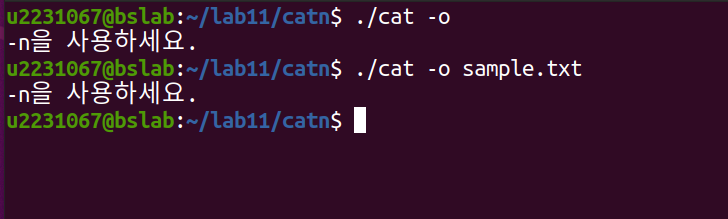 u2231067@bslab:~/lab11/catn$ ./cat -o
-n을 사용하세요.
u2231067@bslab:~/lab11/catn$ ./cat -o sample.txt
-n을 사용하세요.
u2231067@bslab:~/lab11/catn$